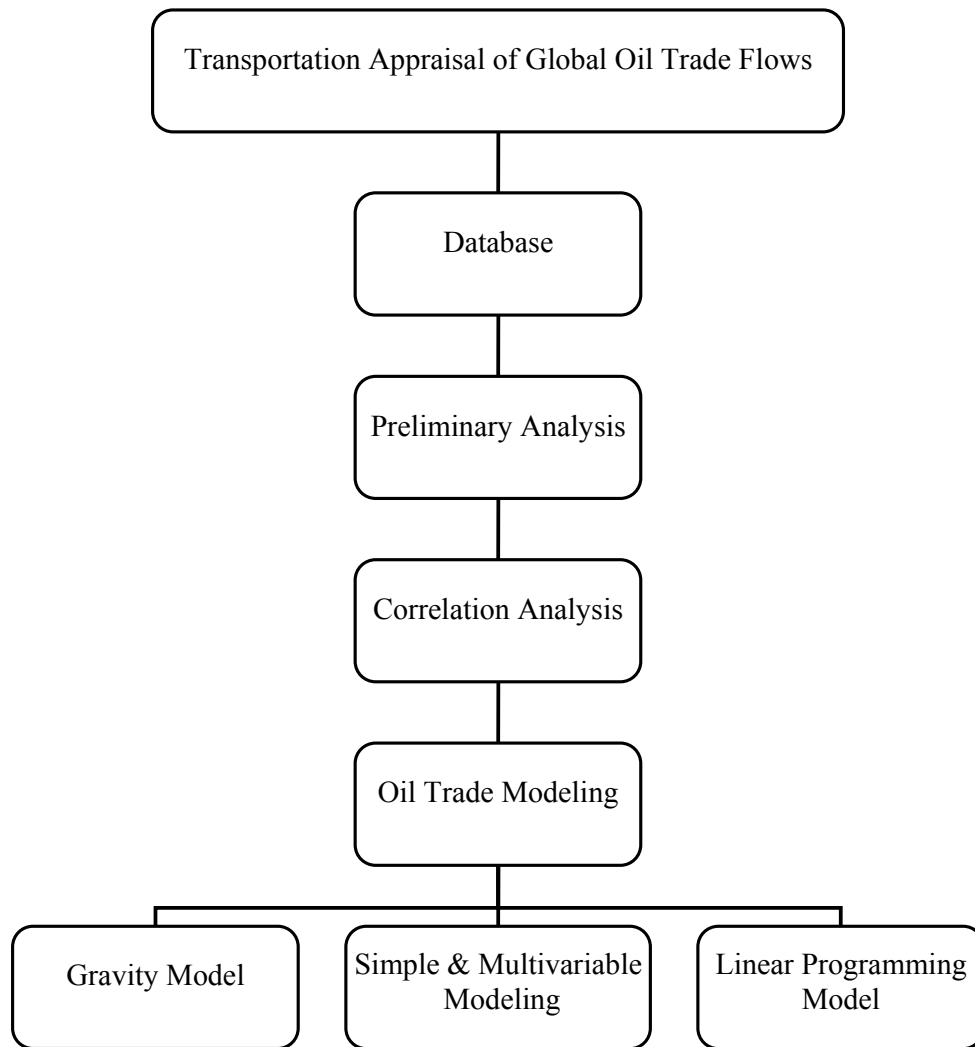 Transportation Appraisal of Global Oil Trade Flows
Database
Preliminary Analysis
Correlation Analysis
Oil Trade Modeling
Gravity Model
Simple & Multivariable
Modeling
Linear Programming
Model